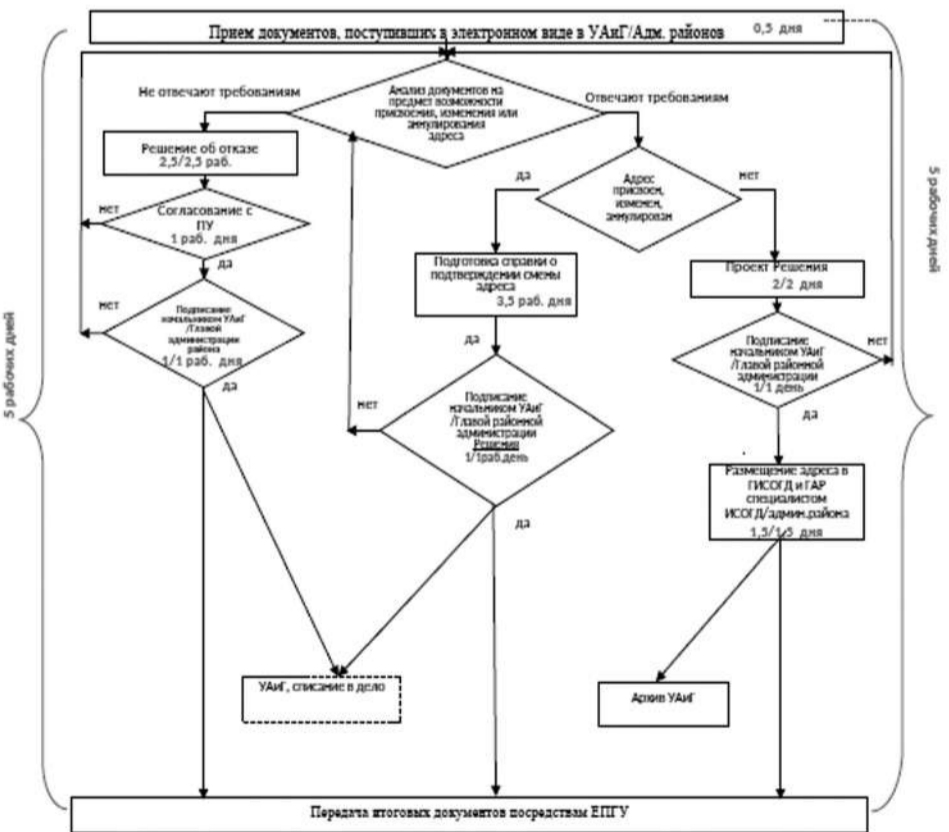 Прием документов, поступивших в электронном виде в УАиГ/Адм. районов
0,5 дня
Не отвечают требованиям
Анализ документов на
предмет возможности
присвоения, изменения или
аннулирования
адреса
Отвечают требованиям
Решение об отказе
2,5/2,5 раб.
да
Адрес
присвоен,
изменен,
аннулирован
нет
нет
Согласование с
ПУ
1 раб. дня
да
Подготовка справки о
подтверждении смены
адреса
3,5 раб. дня
Проект Решения
2/2 дня
нет
Подписание
начальником УАиГ
/Главой
администрации
района
1/1 раб. дня
да
да
Подписание
начальником УАиГ
/Главой районной
администрации
1/1 день
нет
да
нет
Подписание
начальником УАиГ
/Главой районной
администрации
Решения
1/1раб.день
да
Размещение адреса в
ГИСОГД и ГАР
специалистом
ИСОГД/админ.района
1,5/1,5 дня
УАиГ, списание в дело
Архив УАиГ
Передача итоговых документов посредствам ЕПГУ
5 рабочих дней
5 рабочих дней